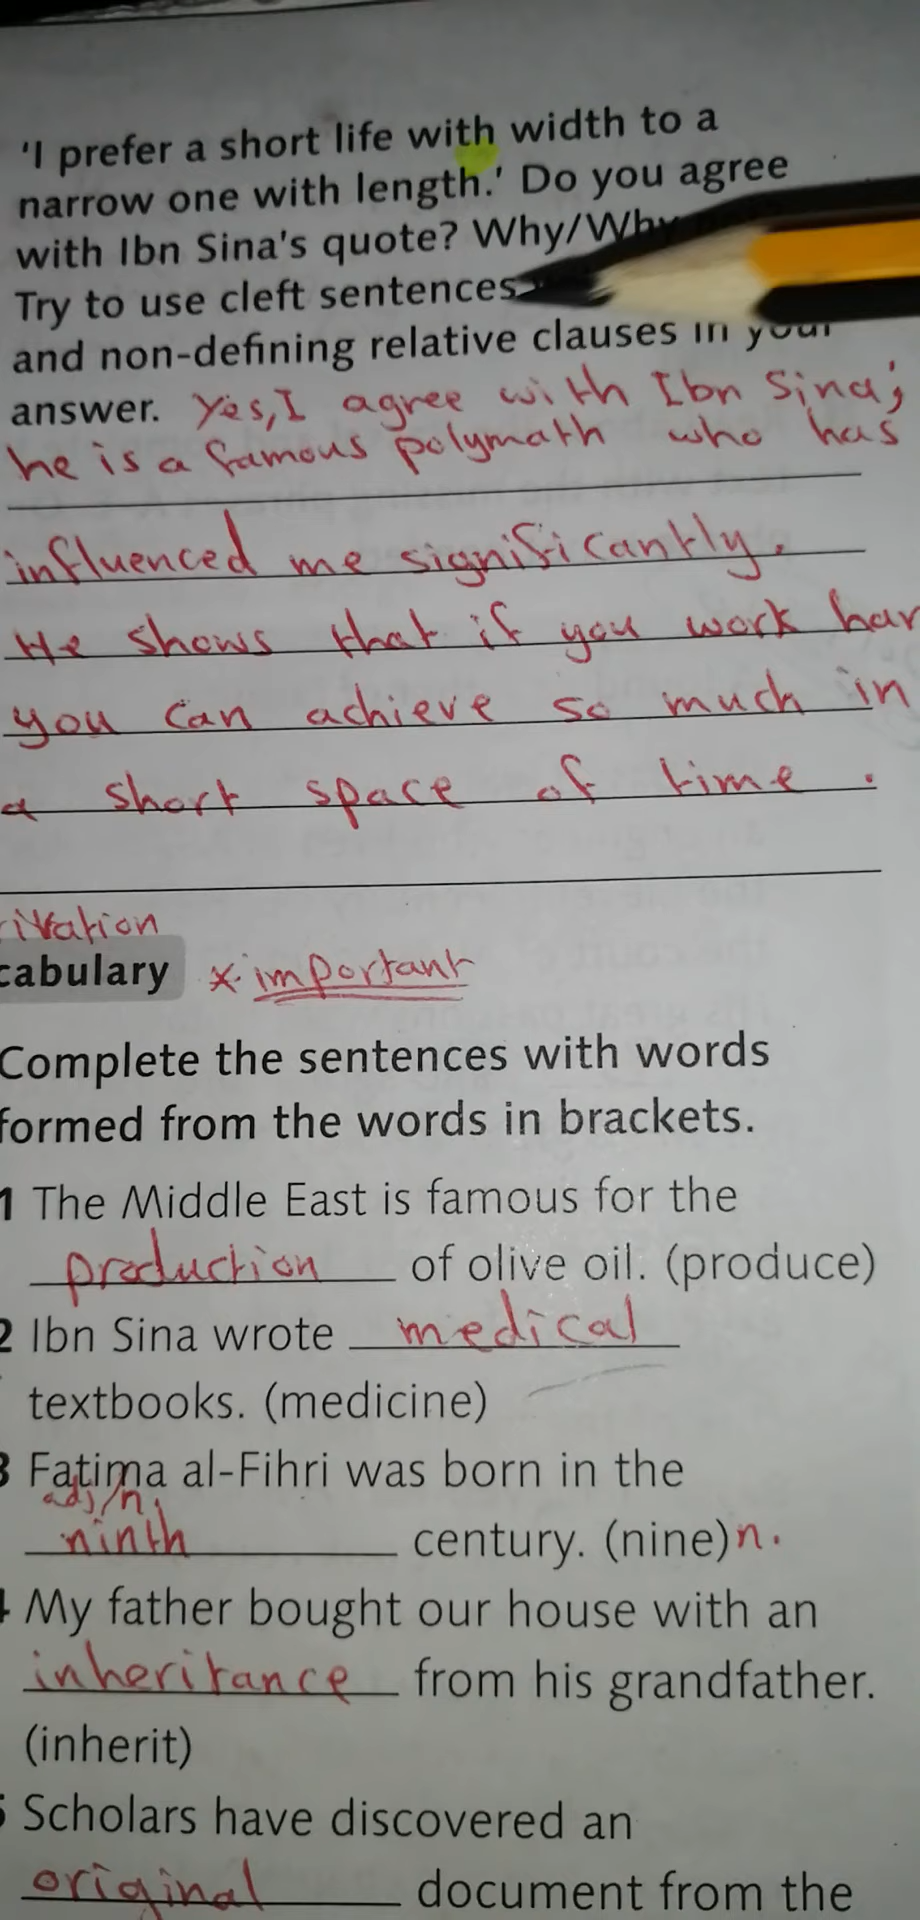 'I prefer a short life with width to a
narrow one with length.' Do you agree
with Ibn Sina's quote? Why/Why
Try to use cleft sentences
and non-defining relative clauses in your
answer. Yes, I agree with Ibn Sina;
he is a famous polymath who has
influenced me significantly.
He shows that if you work har
you can achieve so much in
a short space of time.
rivation
cabulary * important
Complete the sentences with words
formed from the words in brackets.
1 The Middle East is famous for the
production of olive oil. (produce)
2 Ibn Sina wrote medical
textbooks. (medicine)
3 Fatima al-Fihri was born in the
adj/n.
ninth century. (nine) n.
4 My father bought our house with an
inheritance from his grandfather.
(inherit)
5 Scholars have discovered an
original document from the